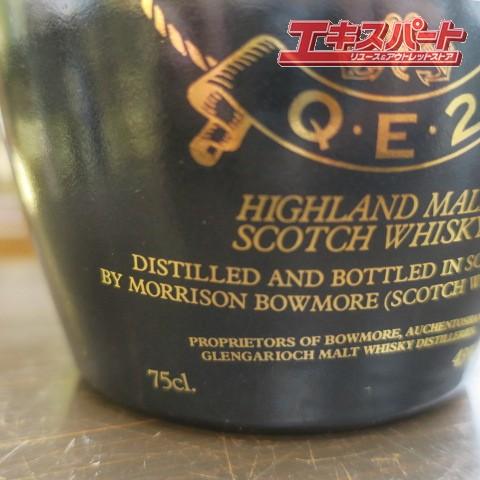 エキスパート
リユース&アウトレットストア
Q·E·2
HIGHLAND MAL
SCOTCH WHISKY
DISTILLED AND BOTTLED IN SC
BY MORRISON BOWMORE (SCOTCH W
PROPRIETORS OF BOWMORE, AUCHENTOSHA
GLENGARIOCH MALT WHISKY DISTILLERIES.
75cl.